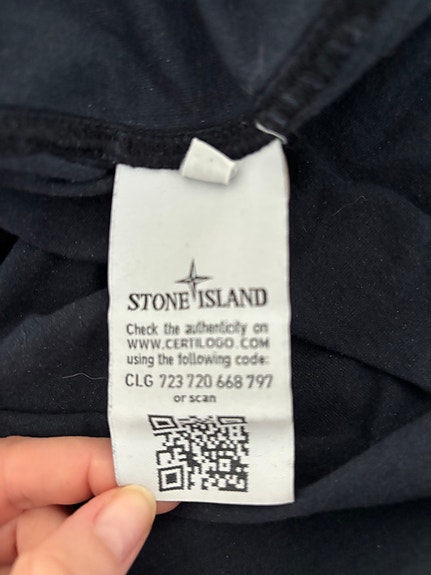 STONE ISLAND
Check the authenticity on
WWW.CERTILOGO.COM
using the following code:
CLG 723 720 668 797
or scan